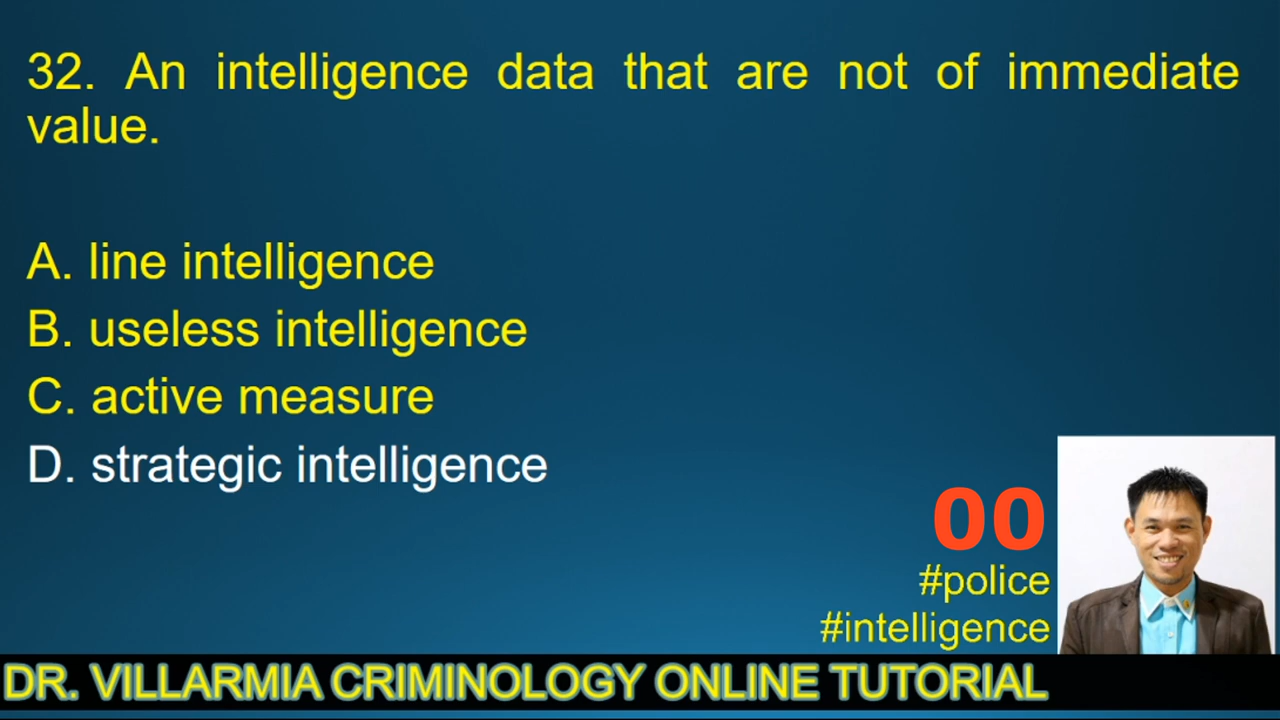 32. An intelligence data that are not of immediate
value.
A. line intelligence
B. useless intelligence
C. active measure
D. strategic intelligence
00
#police
#intelligence
DR. VILLARMIA CRIMINOLOGY ONLINE TUTORIAL